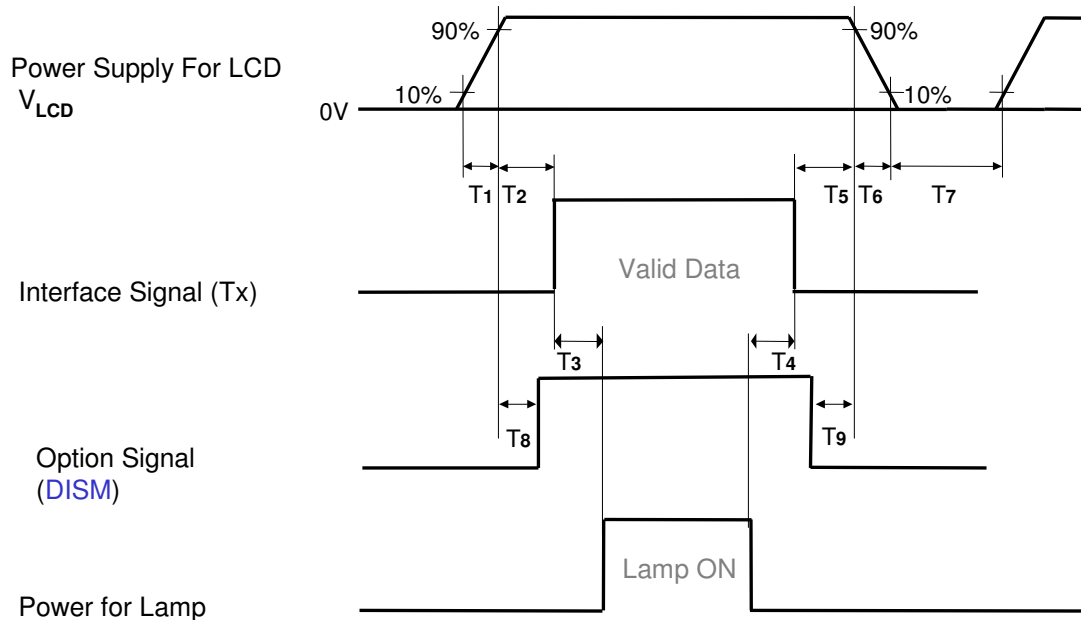 90%
90%
Power Supply For LCD
VLCD
10%
10%
0V
T1 T2
T5 T6 T7
Valid Data
Interface Signal (Tx)
T3
T4
T8
T9
Option Signal
(DISM)
Lamp ON
Power for Lamp